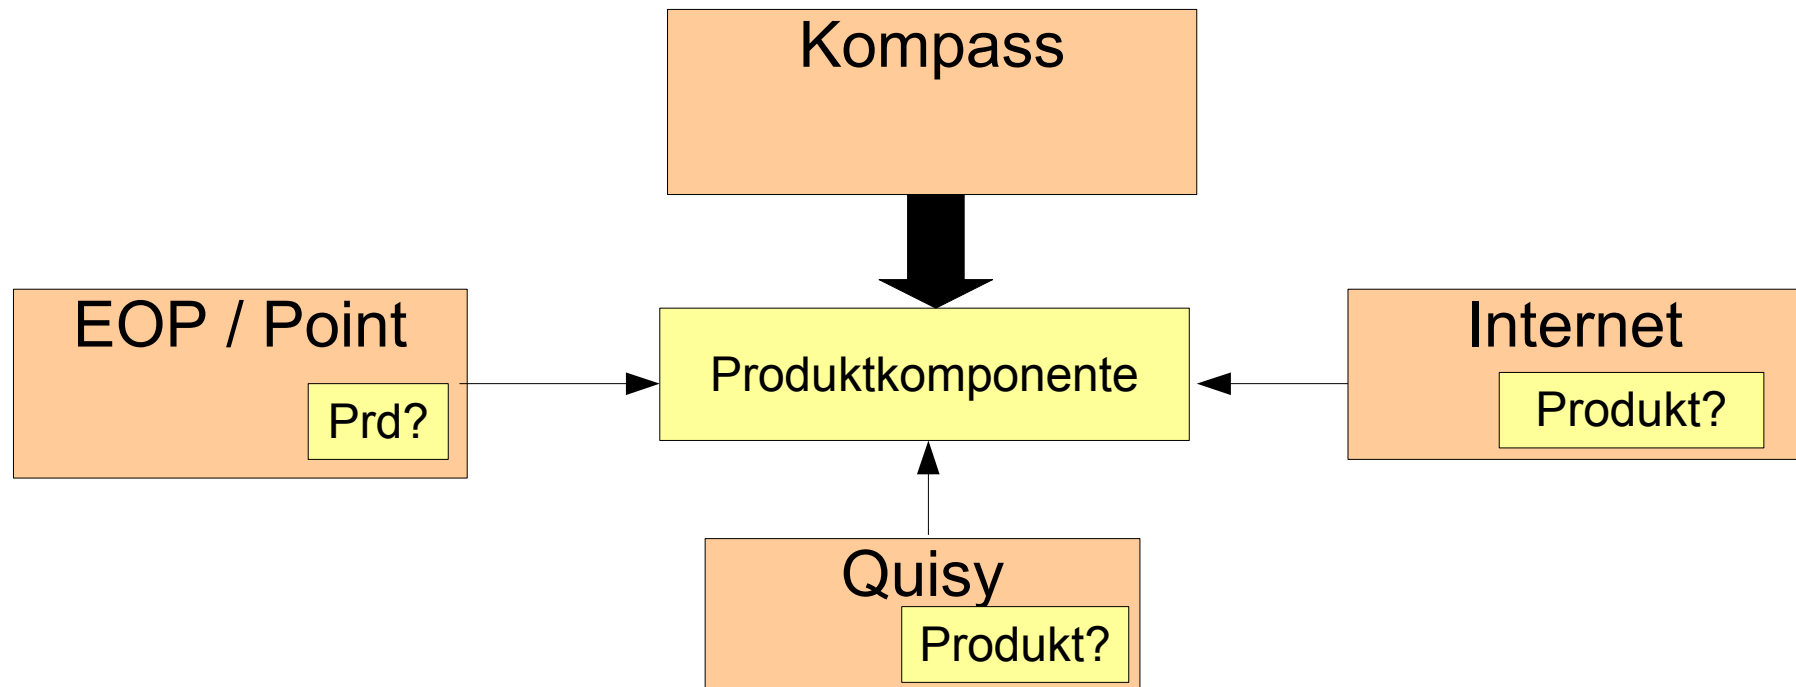 Kompass
EOP / Point
Prd?
Produktkomponente
Internet
Produkt?
Quisy
Produkt?